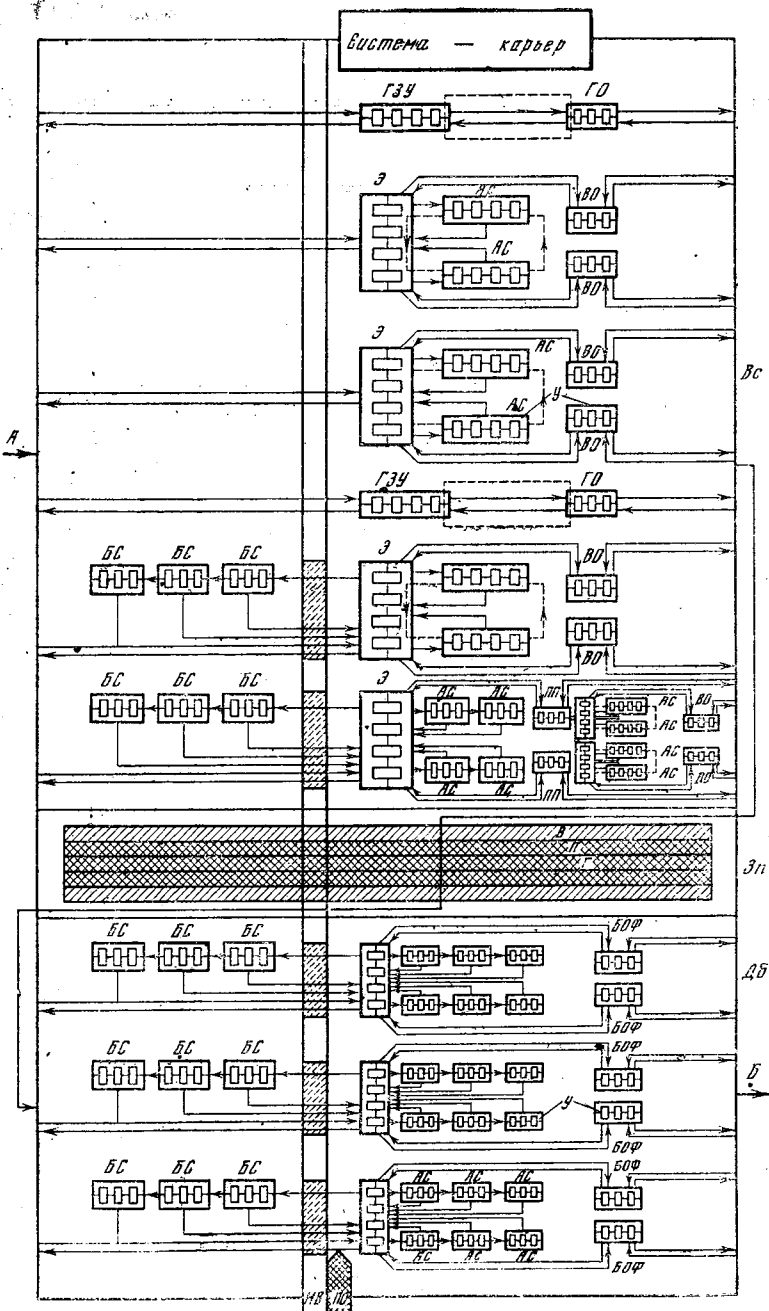 Система — карьер
ГЗУ ГО
Э АС ВО
АС
ВО
Э АС ВО
Вс
АС У
А
ВО
ГЗУ ГО
БС БС БС Э ВО
ВО
БС БС БС Э АС АС ПП АС ВО
АС
АС
АС АС ПП АС ПО
В
П
Г
Зп
БС БС БС БОФ
Дб
БОФ
БС БС БС БОФ
Б
У
БОФ
БС БС БС АС АС АС БОФ
АС АС АС БОФ
НВ ПО